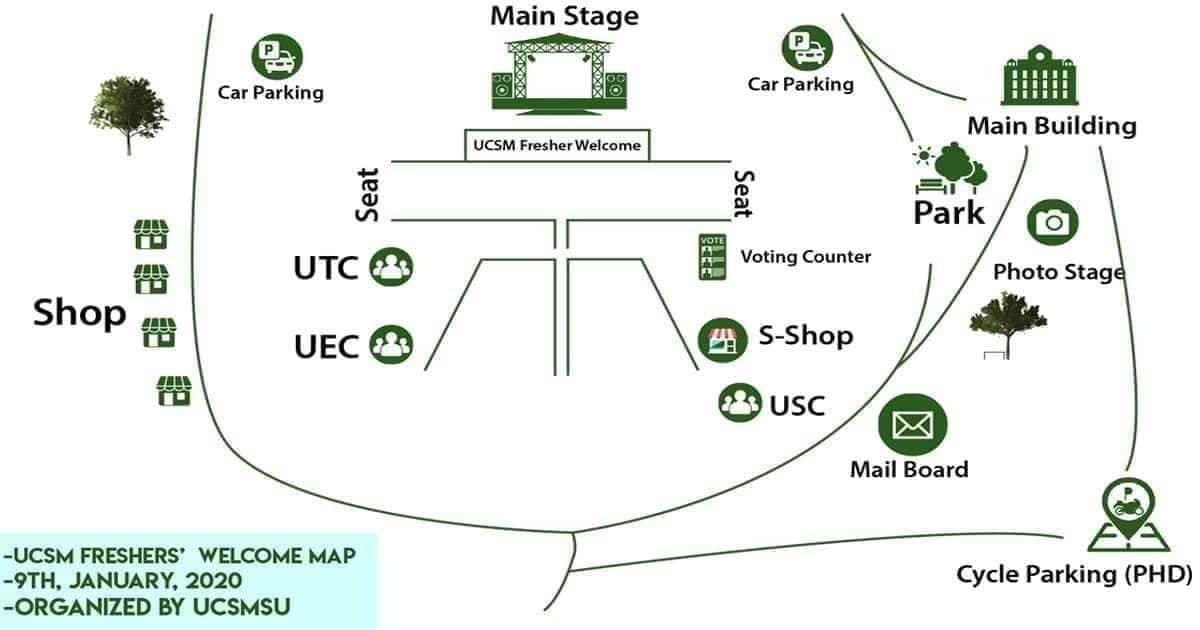 Main Stage
P
Car Parking
P
Car Parking
Main Building
UCSM Fresher Welcome
Seat
Seat
Park
VOTE
Voting Counter
UTC
Photo Stage
Shop
UEC
S-Shop
USC
Mail Board
P
Cycle Parking (PHD)
-UCSM FRESHERS' WELCOME MAP
-9TH, JANUARY, 2020
-ORGANIZED BY UCSMSU